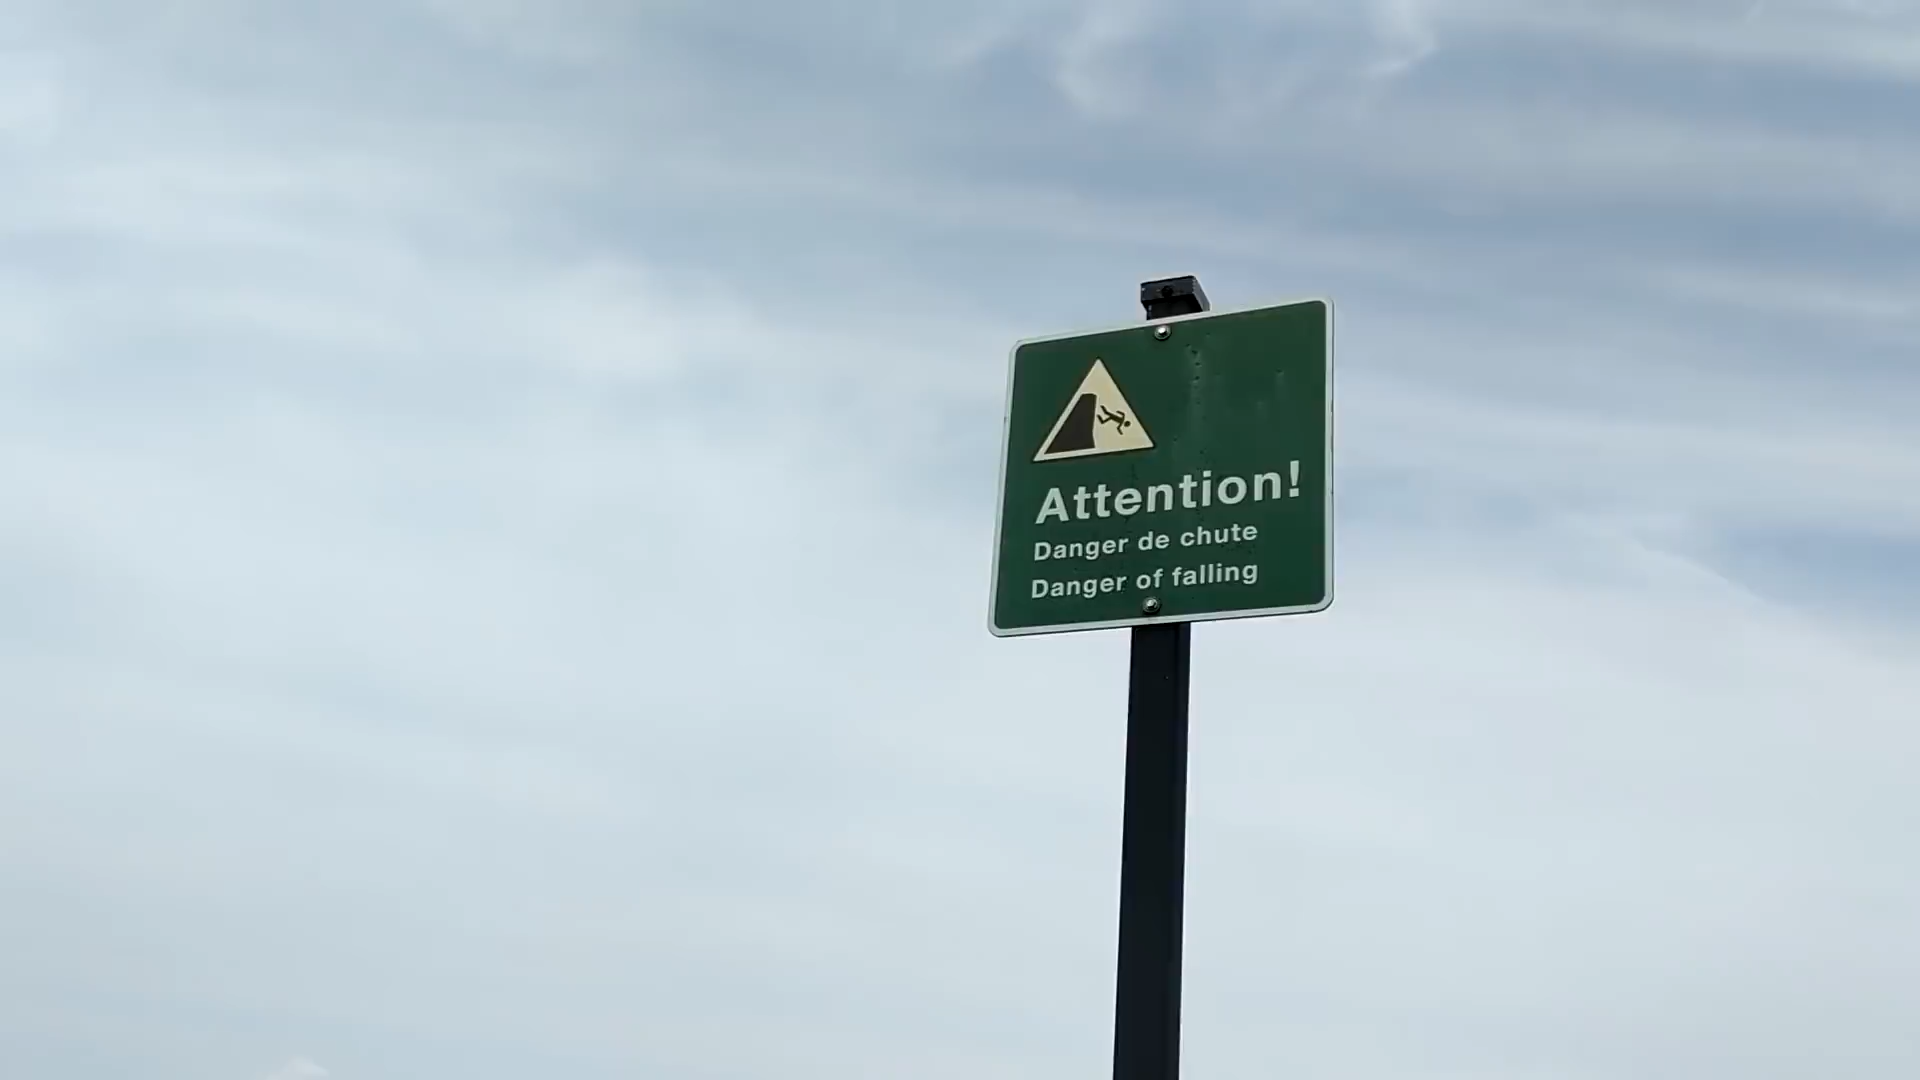 Attention!
Danger de chute
Danger of falling